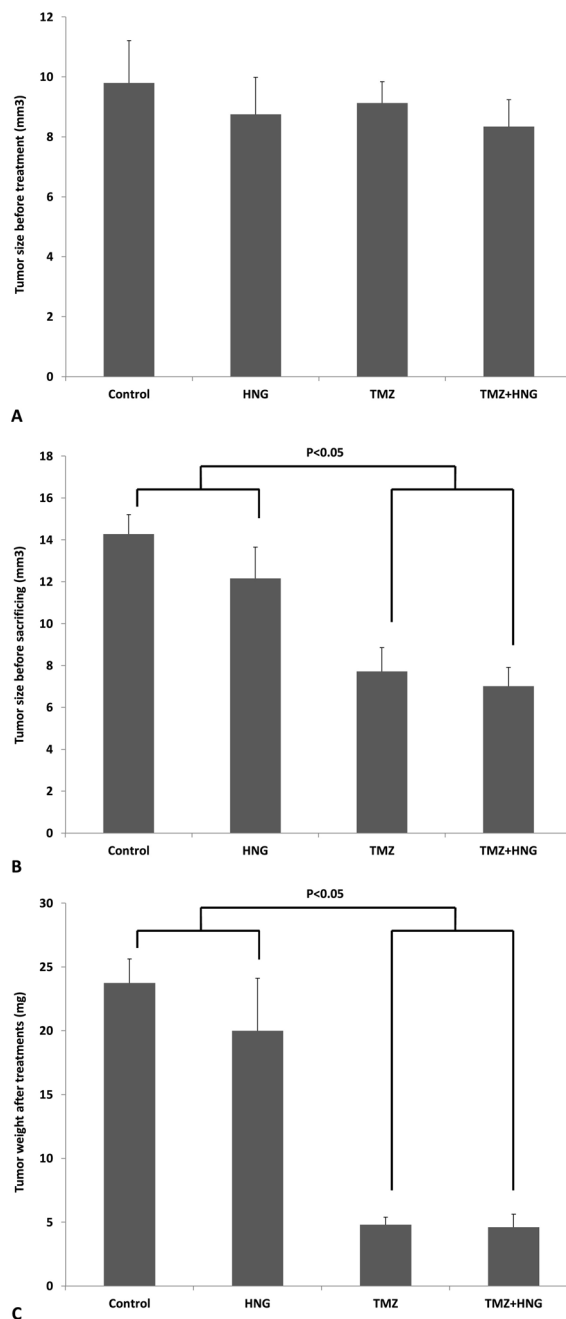 Tumor size before treatment (mm3)
12
10
8
6
4
2
0
Control HNG TMZ TMZ+HNG
A
P<0.05
Tumor size before sacrificing (mm3)
18
16
14
12
10
8
6
4
2
0
Control HNG TMZ TMZ+HNG
B
P<0.05
Tumor weight after treatments (mg)
30
25
20
15
10
5
0
Control HNG TMZ TMZ+HNG
C